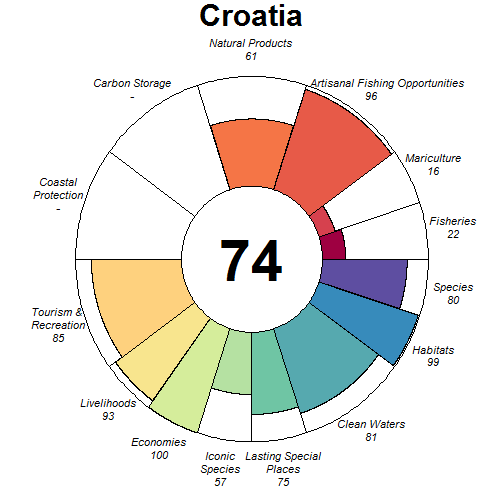 Croatia
Natural Products
61
Carbon Storage
-
Artisanal Fishing Opportunities
96
Mariculture
16
Coastal
Protection
-
Fisheries
22
74
Species
80
Tourism &
Recreation
85
Habitats
99
Livelihoods
93
Clean Waters
81
Economies
100
Iconic
Species
57
Lasting Special
Places
75